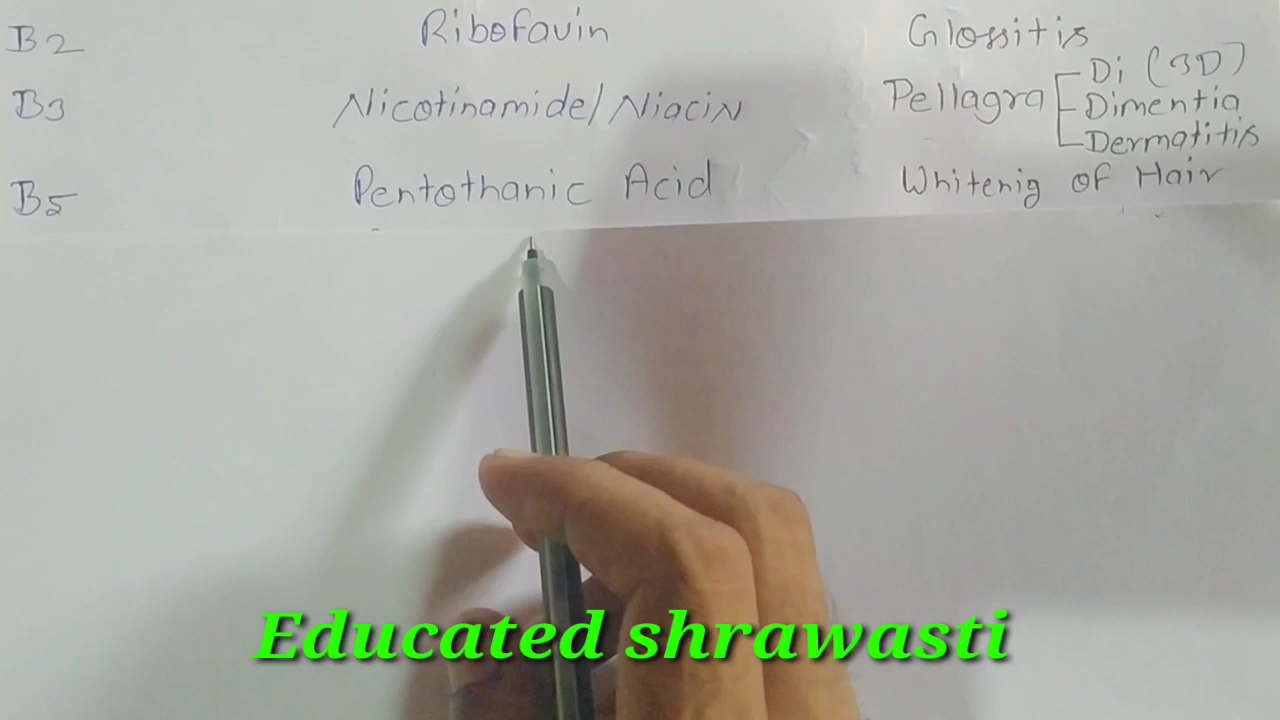 B2 Ribofavin Glossitis
B3 Nicotinamide/Niacin Pellagra Di (3D)
Dimentia
Dermatitis
B5 Pentothanic Acid Whitenig of Hair
Educated shrawasti